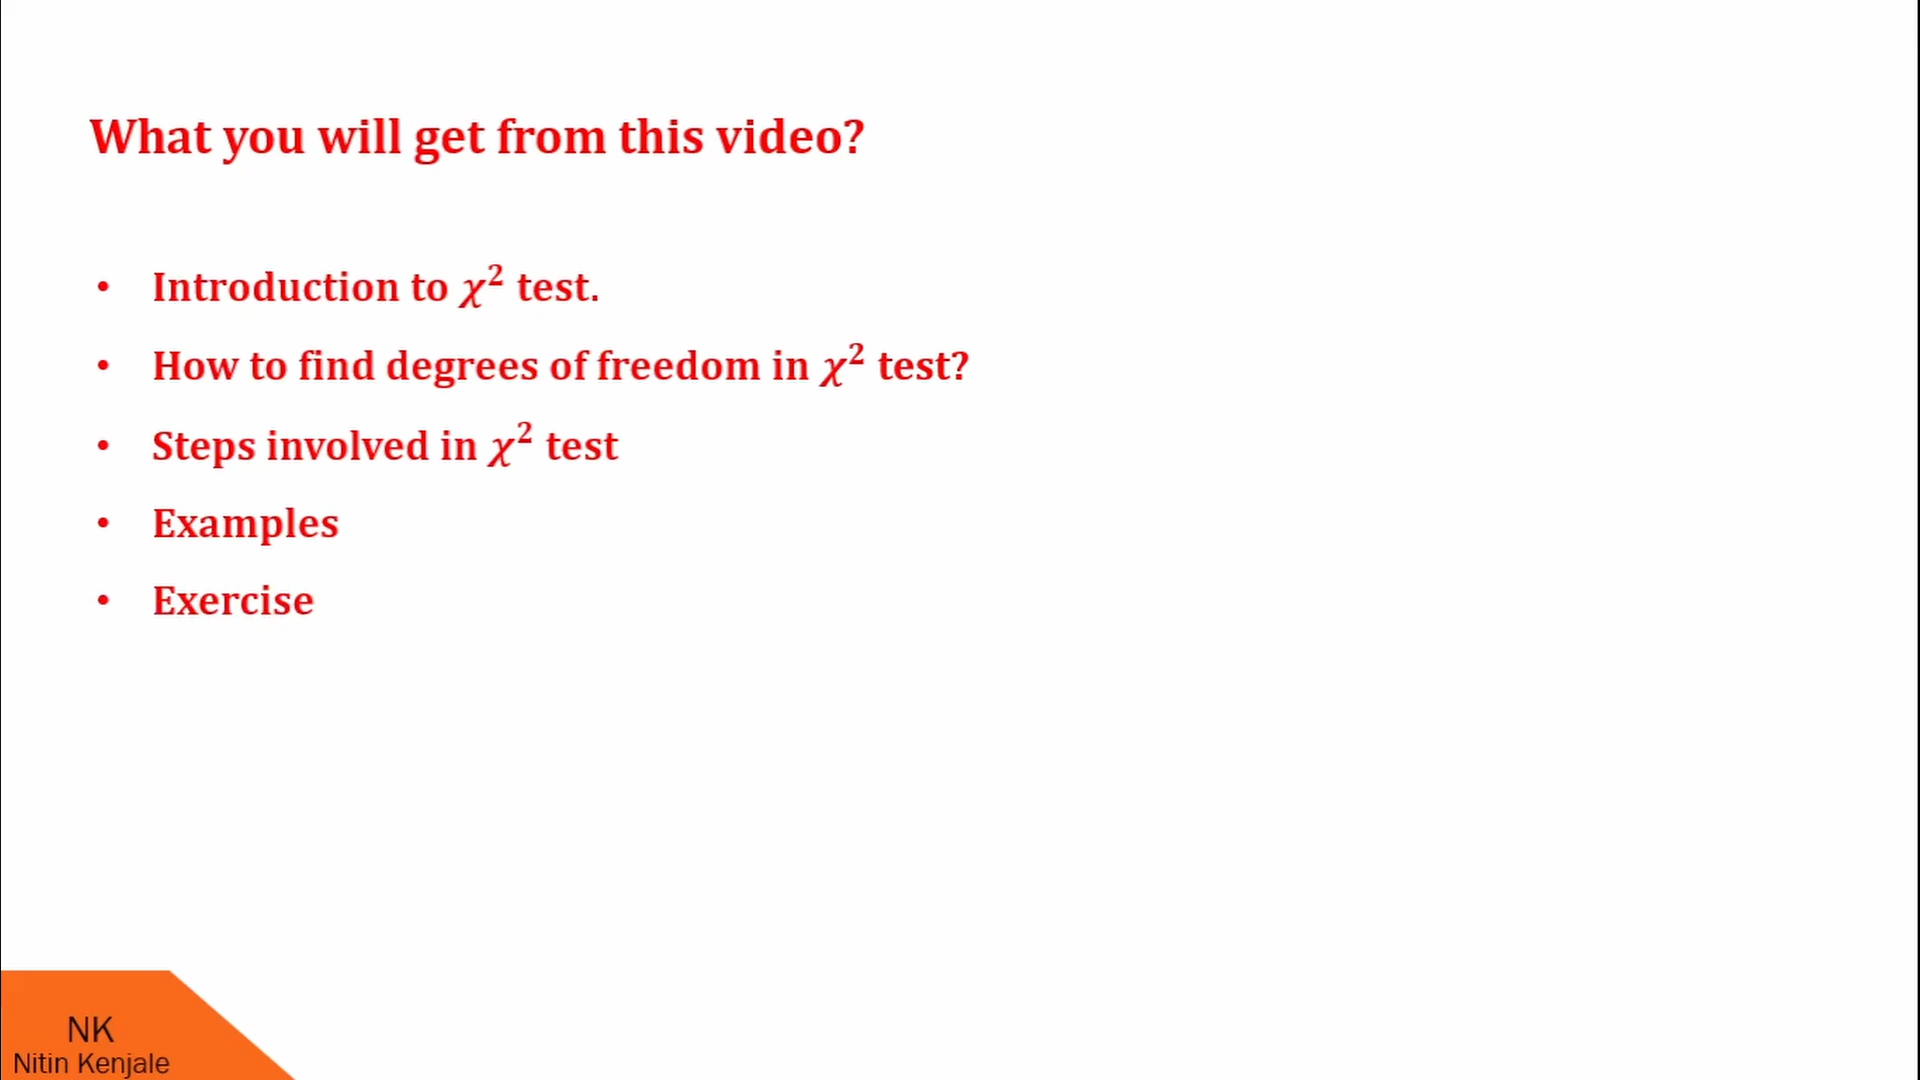 What you will get from this video?
• Introduction to χ² test.
• How to find degrees of freedom in χ² test?
• Steps involved in χ² test
• Examples
• Exercise
NK
Nitin Kenjale